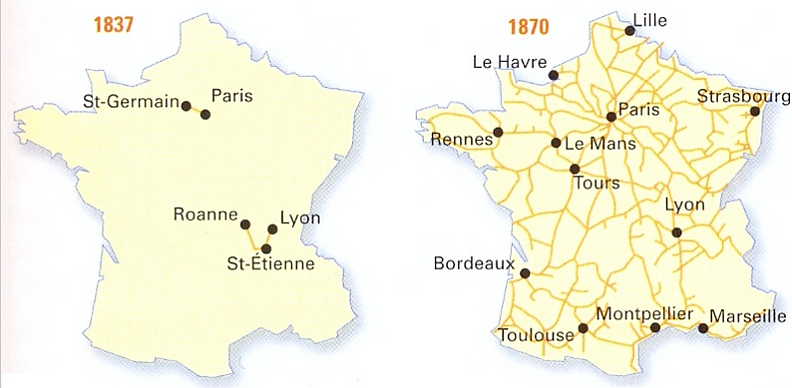 1837
St-Germain
Paris
Roanne
Lyon
St-Étienne
1870
Lille
Le Havre
Paris
Strasbourg
Rennes
Le Mans
Tours
Lyon
Bordeaux
Montpellier
Marseille
Toulouse